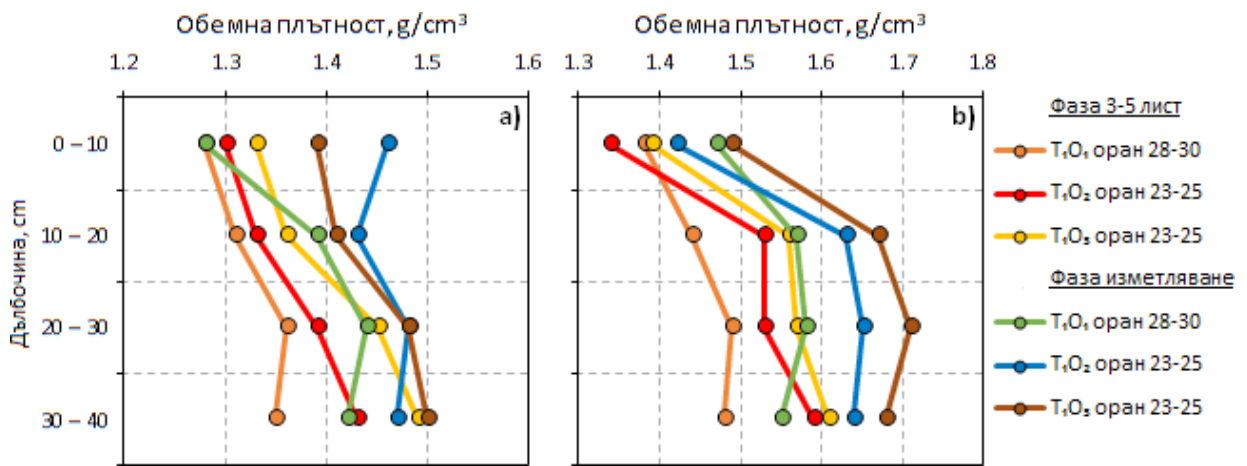 Обемна плътност, g/cm³
1.2 1.3 1.4 1.5 1.6
Обемна плътност, g/cm³
1.3 1.4 1.5 1.6 1.7 1.8
Дълбочина, cm
0 – 10
10 – 20
20 – 30
30 – 40
a)
b)
Фаза 3-5 лист
T₁O₁ оран 28-30
T₁O₂ оран 23-25
T₁O₅ оран 23-25
Фаза изметляване
T₁O₁ оран 28-30
T₁O₂ оран 23-25
T₁O₅ оран 23-25